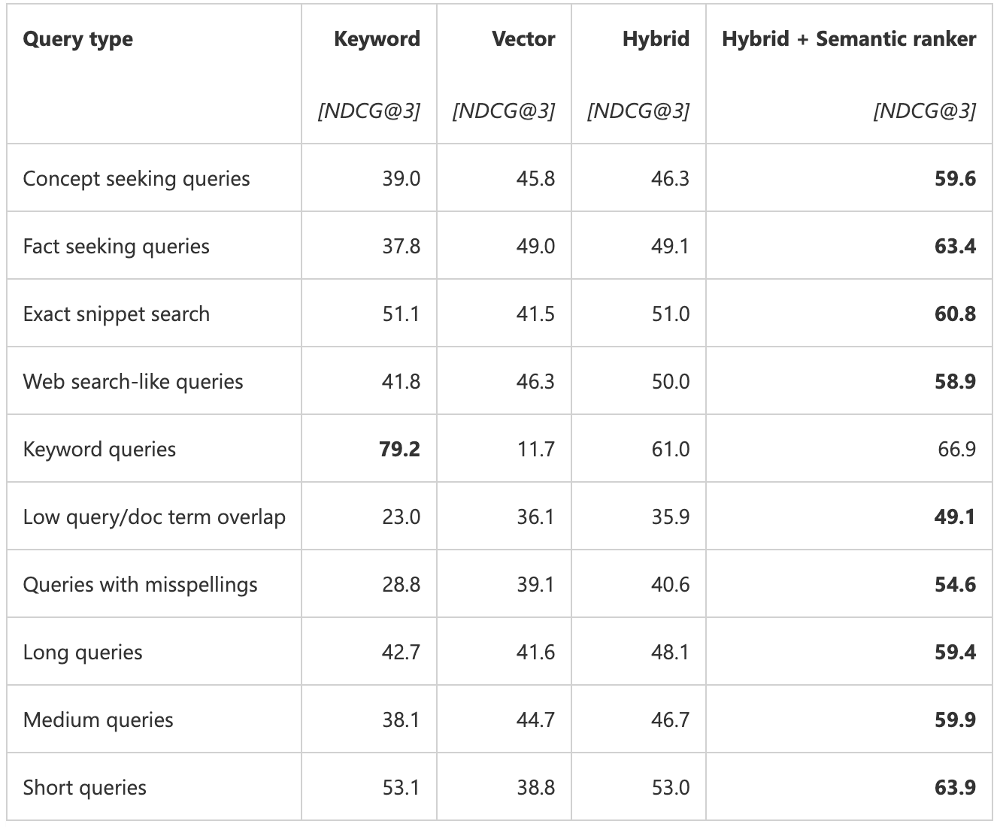 Query type Keyword Vector Hybrid Hybrid + Semantic ranker
[NDCG@3] [NDCG@3] [NDCG@3] [NDCG@3]
Concept seeking queries 39.0 45.8 46.3 59.6
Fact seeking queries 37.8 49.0 49.1 63.4
Exact snippet search 51.1 41.5 51.0 60.8
Web search-like queries 41.8 46.3 50.0 58.9
Keyword queries 79.2 11.7 61.0 66.9
Low query/doc term overlap 23.0 36.1 35.9 49.1
Queries with misspellings 28.8 39.1 40.6 54.6
Long queries 42.7 41.6 48.1 59.4
Medium queries 38.1 44.7 46.7 59.9
Short queries 53.1 38.8 53.0 63.9